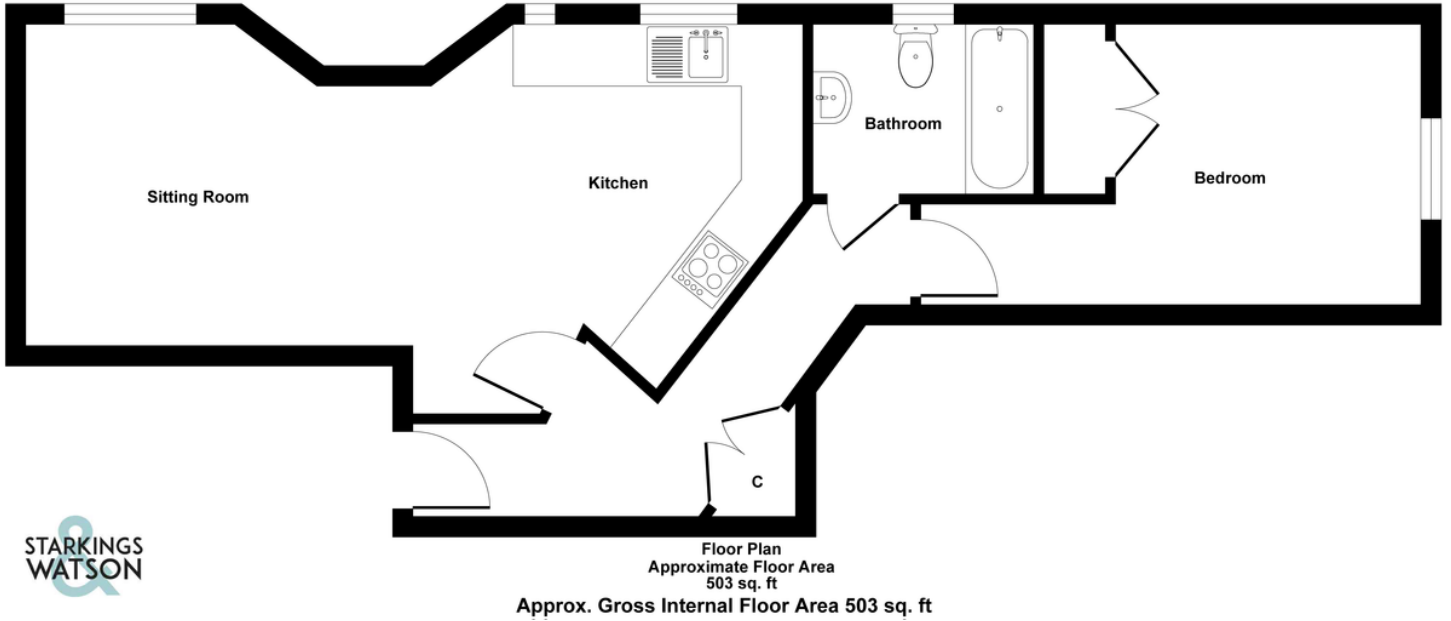 Sitting Room
Kitchen
Bathroom
Bedroom
C
STARKINGS
&
WATSON
Floor Plan
Approximate Floor Area
503 sq. ft
Approx. Gross Internal Floor Area 503 sq. ft